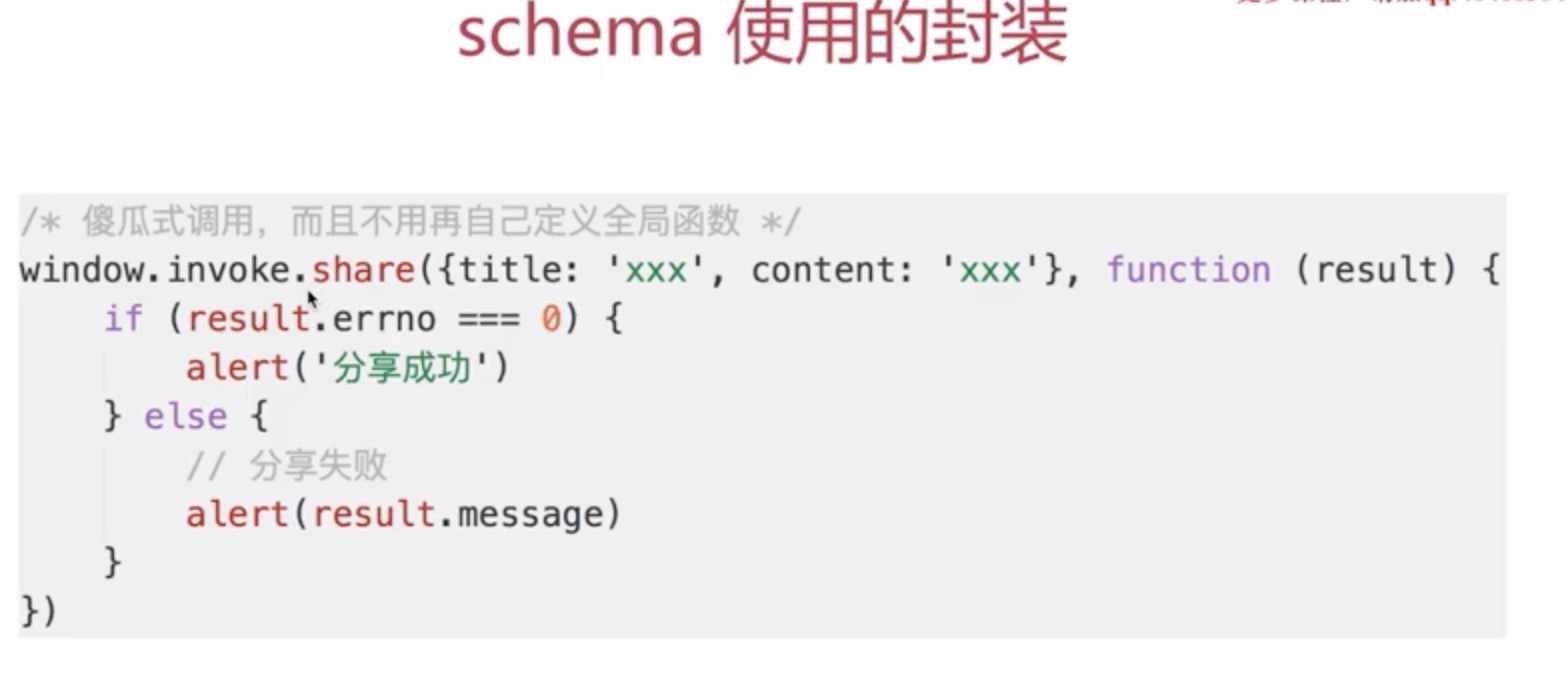 schema 使用的封装
/* 傻瓜式调用，而且不用再自己定义全局函数 */
window.invoke.share({title: 'xxx', content: 'xxx'}, function (result) {
    if (result.errno === 0) {
        alert('分享成功')
    } else {
        // 分享失败
        alert(result.message)
    }
})